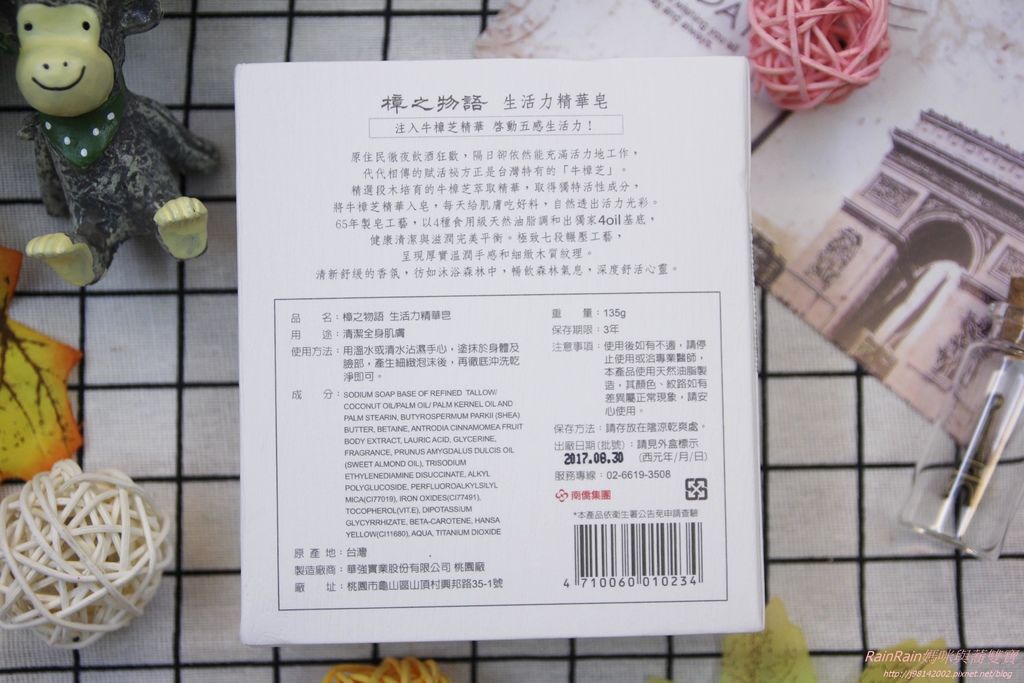 樟之物語 生活力精華皂
注入牛樟芝精華 啓動五感生活力！
原住民徹夜飲酒狂歡，隔日卻依然能充滿活力地工作，
代代相傳的賦活祕方正是台灣特有的「牛樟芝」。
精選段木培育的牛樟芝萃取精華，取得獨特活性成分，
將牛樟芝精華入皂，每天給肌膚吃好料，自然透出活力光彩。
65年製皂工藝，以4種食用級天然油脂調和出獨家4oil基底，
健康清潔與滋潤完美平衡。極致七段輾壓工藝，
呈現厚實溫潤手感和細緻木質紋理。
清新舒緩的香氛，彷如沐浴森林中，暢飲森林氣息，深度舒活心靈。
品 名：樟之物語 生活力精華皂
用 途：清潔全身肌膚
使用方法：用溫水或清水沾濕手心，塗抹於身體及
臉部，產生細緻泡沫後，再徹底沖洗乾
淨即可。
成 分：SODIUM SOAP BASE OF REFINED TALLOW/
COCONUT OIL/PALM OIL/ PALM KERNEL OIL AND
PALM STEARIN, BUTYROSPERMUM PARKII (SHEA)
BUTTER, BETAINE, ANTRODIA CINNAMOMEA FRUIT
BODY EXTRACT, LAURIC ACID, GLYCERINE,
FRAGRANCE, PRUNUS AMYGDALUS DULCIS OIL
(SWEET ALMOND OIL), TRISODIUM
ETHYLENEDIAMINE DISUCCINATE, ALKYL
POLYGLUCOSIDE, PERFLUOROALKYLSILYL
MICA(CI77019), IRON OXIDES(CI77491),
TOCOPHEROL(VIT.E), DIPOTASSIUM
GLYCYRRHIZATE, BETA-CAROTENE, HANSA
YELLOW(CI11680), AQUA, TITANIUM DIOXIDE
原 產 地：台灣
製造廠商：華強實業股份有限公司 桃園廠
廠 址：桃園市龜山區山頂村興邦路35-1號
重 量：135g
保存期限：3年
注意事項：使用後如有不適，請停
止使用或洽專業醫師，
本產品使用天然油脂製
造，其顏色、紋路如有
差異屬正常現象，請安
心使用。
保存方法：請存放在陰涼乾爽處。
出廠日期(批號)：請見外盒標示
2017.08.30 (西元年/月/日)
服務專線：02-6619-3508
南僑集團
*本產品依衛生署公告免申請查驗
4 710060 010234
RainRain媽咪與蕎雙寶
http://j98142002.pixnet.net/blog